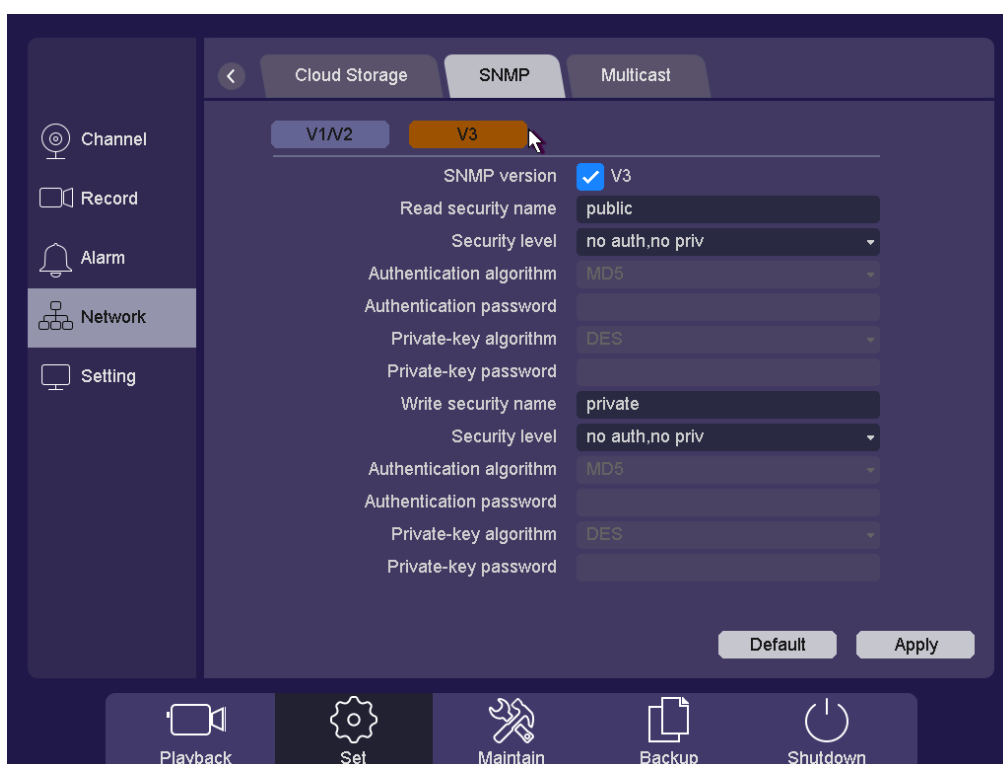 Cloud Storage SNMP Multicast
Channel
Record
Alarm
Network
Setting
V1/V2 V3
SNMP version V3
Read security name public
Security level no auth,no priv
Authentication algorithm MD5
Authentication password
Private-key algorithm DES
Private-key password
Write security name private
Security level no auth,no priv
Authentication algorithm MD5
Authentication password
Private-key algorithm DES
Private-key password
Default Apply
Playback Set Maintain Backup Shutdown